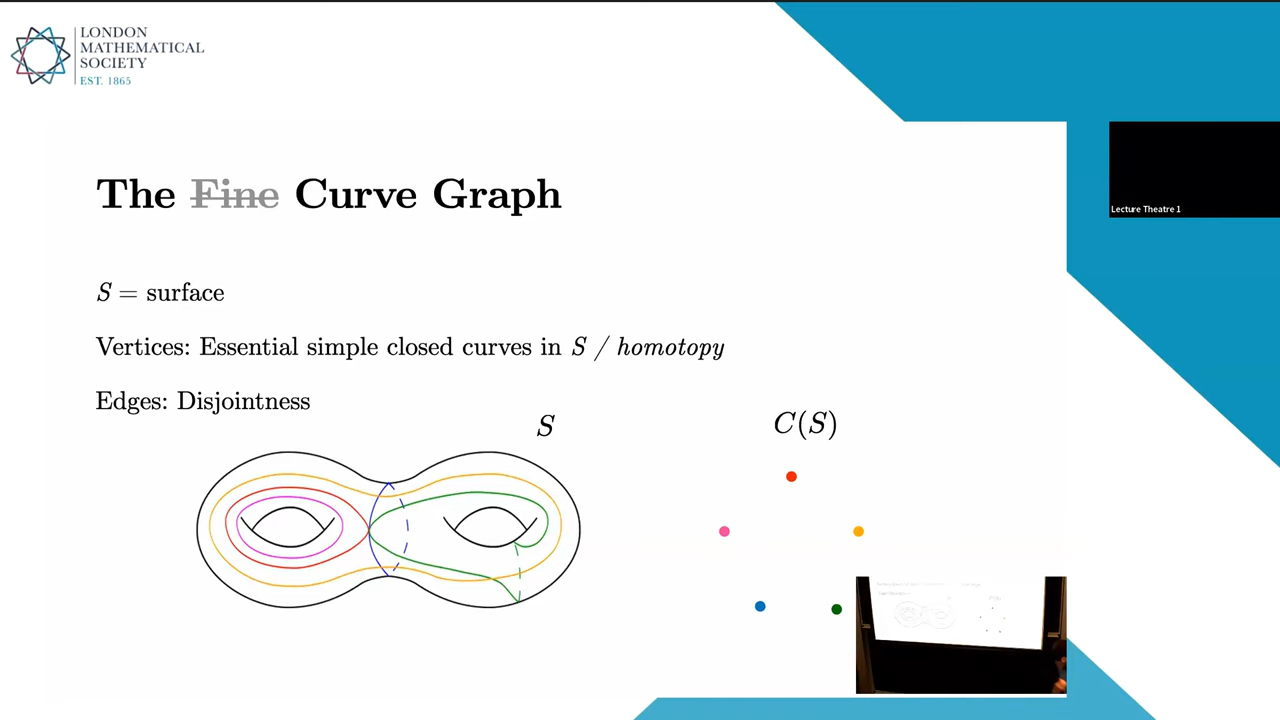 LONDON
MATHEMATICAL
SOCIETY
EST. 1865
The Fine Curve Graph
Lecture Theatre 1
S = surface
Vertices: Essential simple closed curves in S / homotopy
Edges: Disjointness
S
C(S)